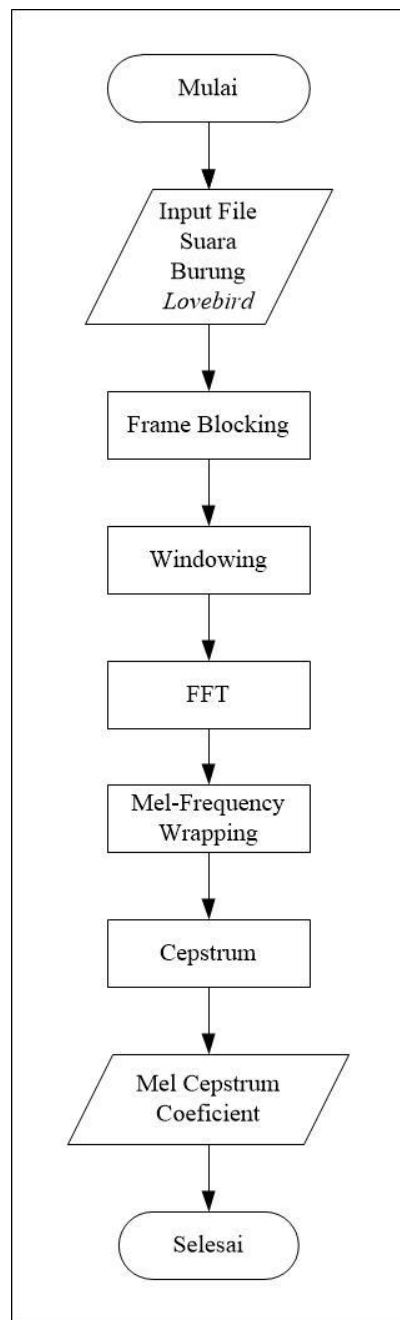 Mulai
Input File
Suara
Burung
Lovebird
Frame Blocking
Windowing
FFT
Mel-Frequency
Wrapping
Cepstrum
Mel Cepstrum
Coeficient
Selesai